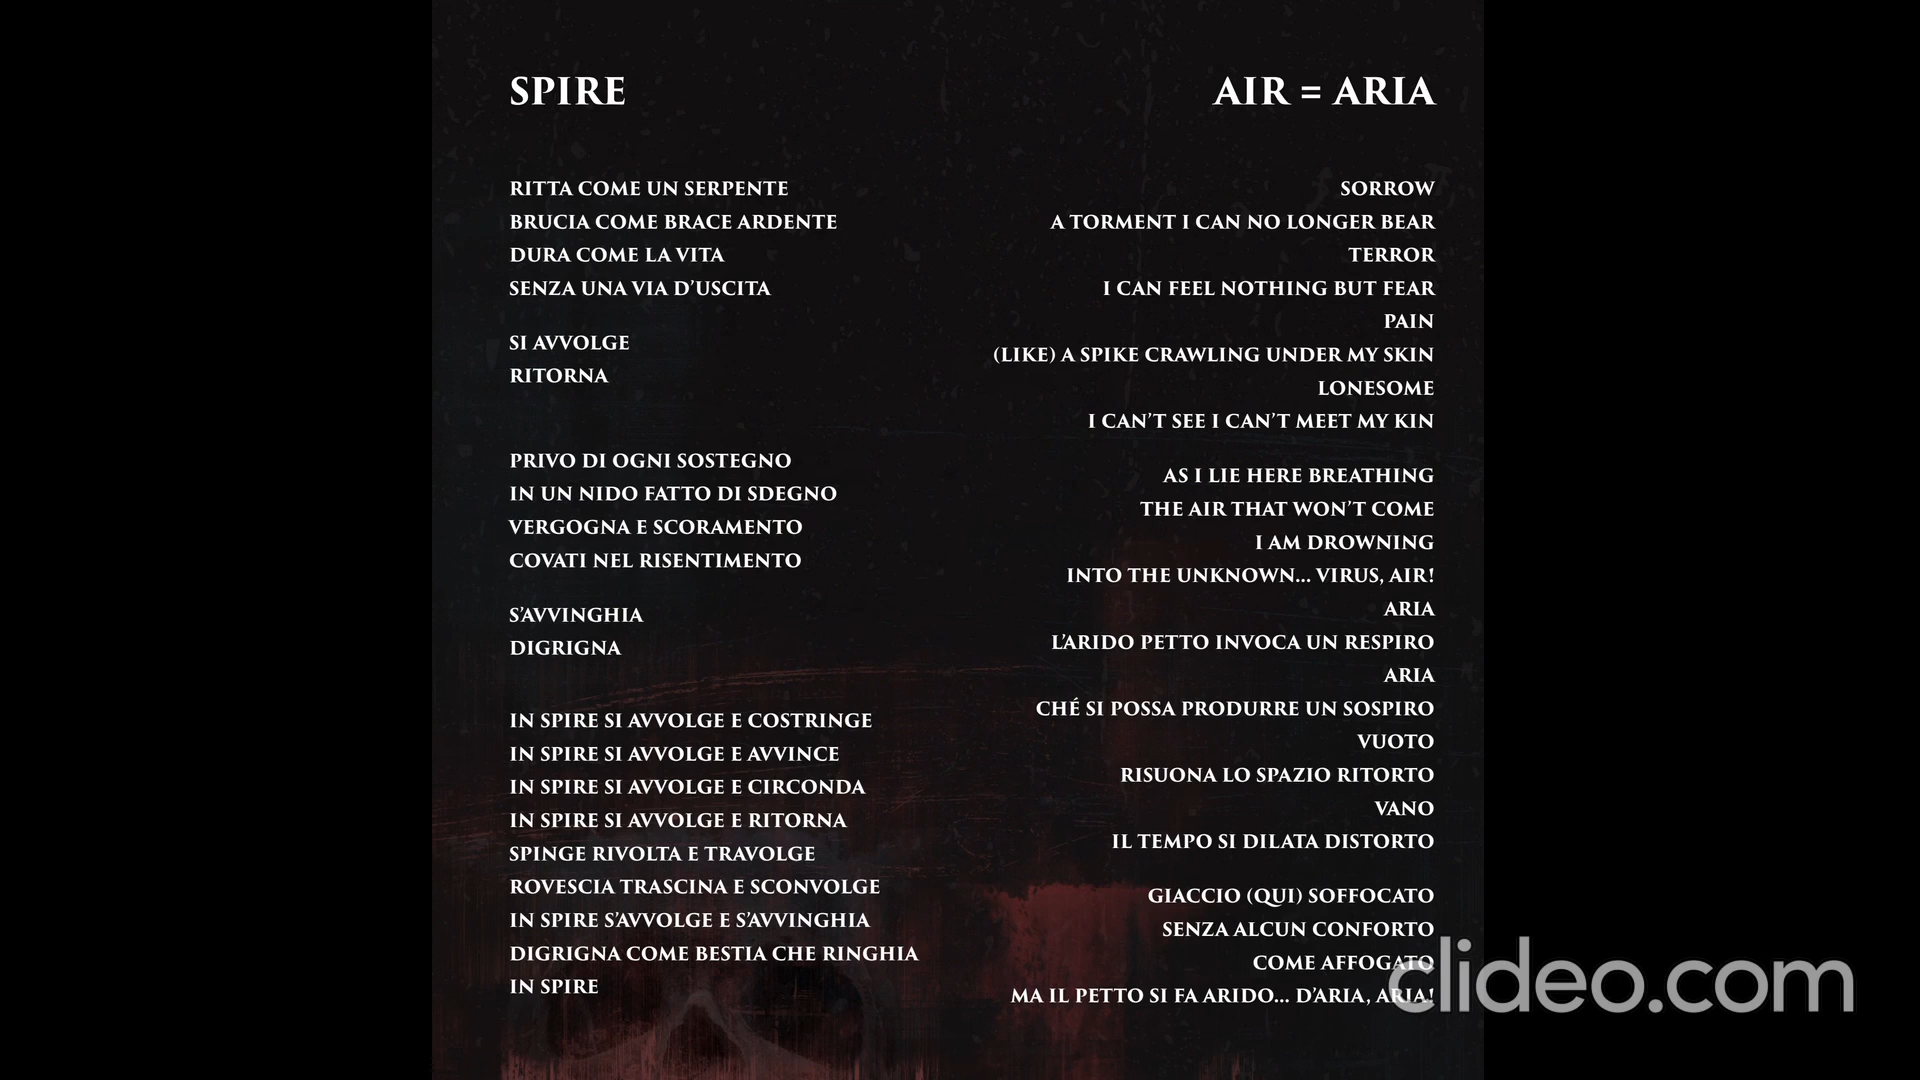 SPIRE
RITTA COME UN SERPENTE
BRUCIA COME BRACE ARDENTE
DURA COME LA VITA
SENZA UNA VIA D’USCITA
SI AVVOLGE
RITORNA
PRIVO DI OGNI SOSTEGNO
IN UN NIDO FATTO DI SDEGNO
VERGOGNA E SCORAMENTO
COVATI NEL RISENTIMENTO
S’AVVINGHIA
DIGRIGNA
IN SPIRE SI AVVOLGE E COSTRINGE
IN SPIRE SI AVVOLGE E AVVINCE
IN SPIRE SI AVVOLGE E CIRCONDA
IN SPIRE SI AVVOLGE E RITORNA
SPINGE RIVOLTA E TRAVOLGE
ROVESCIA TRASCINA E SCONVOLGE
IN SPIRE S’AVVOLGE E S’AVVINGHIA
DIGRIGNA COME BESTIA CHE RINGHIA
IN SPIRE
AIR = ARIA
SORROW
A TORMENT I CAN NO LONGER BEAR
TERROR
I CAN FEEL NOTHING BUT FEAR
PAIN
(LIKE) A SPIKE CRAWLING UNDER MY SKIN
LONESOME
I CAN’T SEE I CAN’T MEET MY KIN
AS I LIE HERE BREATHING
THE AIR THAT WON’T COME
I AM DROWNING
INTO THE UNKNOWN... VIRUS, AIR!
ARIA
L’ARIDO PETTO INVOCA UN RESPIRO
ARIA
CHÉ SI POSSA PRODURRE UN SOSPIRO
VUOTO
RISUONA LO SPAZIO RITORTO
VANO
IL TEMPO SI DILATA DISTORTO
GIACCIO (QUI) SOFFOCATO
SENZA ALCUN CONFORTO
COME AFFOGATO
MA IL PETTO SI FA ARIDO... D’ARIA, ARIA!
clideo.com